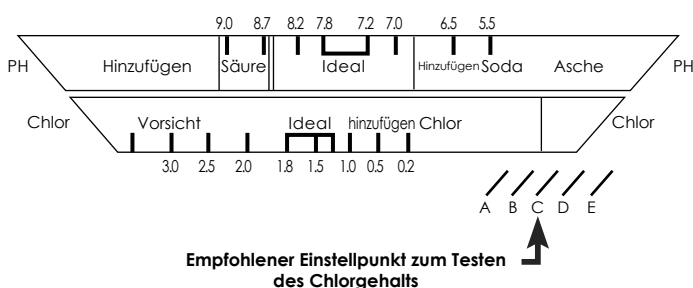 9.0 8.7 8.2 7.8 7.2 7.0 6.5 5.5
PH Hinzufügen Säure Ideal Hinzufügen Soda Asche PH
Chlor Vorsicht Ideal hinzufügen Chlor Chlor
3.0 2.5 2.0 1.8 1.5 1.0 0.5 0.2
A B C D E
Empfohlener Einstellpunkt zum Testen
des Chlorgehalts